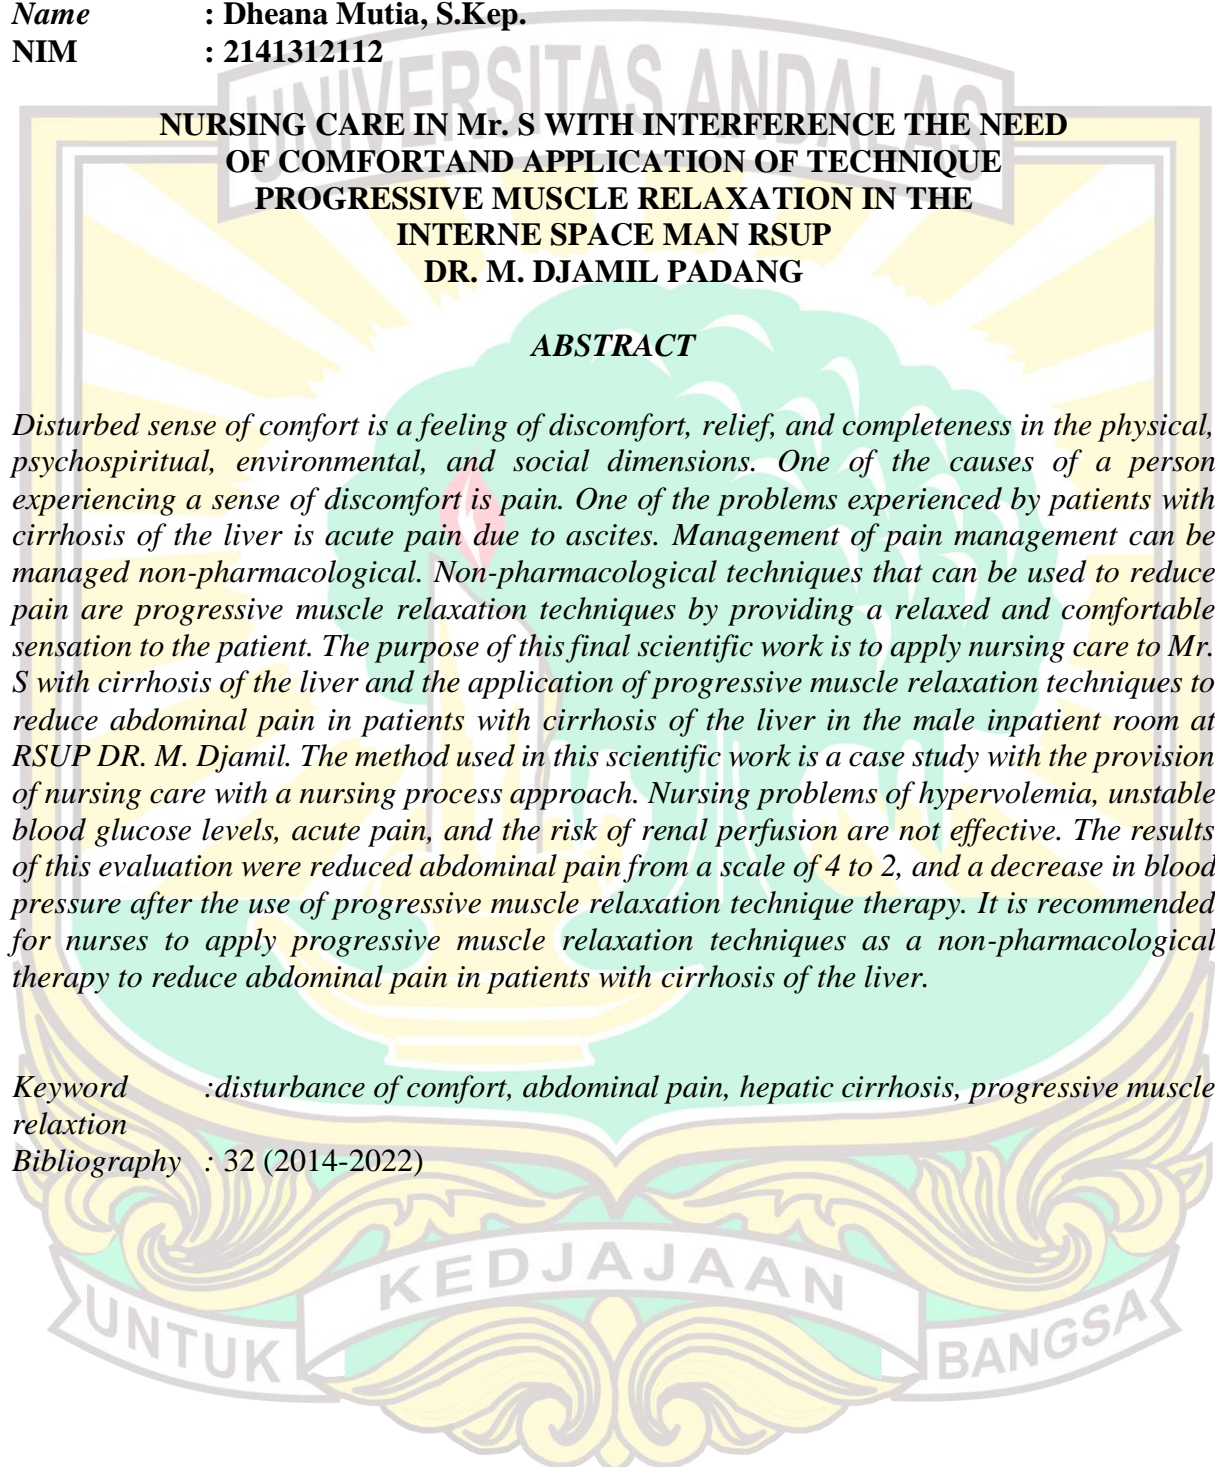 Name : Dheana Mutia, S.Kep.
NIM : 2141312112
UNIVERSITAS ANDALAS
NURSING CARE IN Mr. S WITH INTERFERENCE THE NEED
OF COMFORTAND APPLICATION OF TECHNIQUE
PROGRESSIVE MUSCLE RELAXATION IN THE
INTERNE SPACE MAN RSUP
DR. M. DJAMIL PADANG
ABSTRACT
Disturbed sense of comfort is a feeling of discomfort, relief, and completeness in the physical,
psychospiritual, environmental, and social dimensions. One of the causes of a person
experiencing a sense of discomfort is pain. One of the problems experienced by patients with
cirrhosis of the liver is acute pain due to ascites. Management of pain management can be
managed non-pharmacological. Non-pharmacological techniques that can be used to reduce
pain are progressive muscle relaxation techniques by providing a relaxed and comfortable
sensation to the patient. The purpose of this final scientific work is to apply nursing care to Mr.
S with cirrhosis of the liver and the application of progressive muscle relaxation techniques to
reduce abdominal pain in patients with cirrhosis of the liver in the male inpatient room at
RSUP DR. M. Djamil. The method used in this scientific work is a case study with the provision
of nursing care with a nursing process approach. Nursing problems of hypervolemia, unstable
blood glucose levels, acute pain, and the risk of renal perfusion are not effective. The results
of this evaluation were reduced abdominal pain from a scale of 4 to 2, and a decrease in blood
pressure after the use of progressive muscle relaxation technique therapy. It is recommended
for nurses to apply progressive muscle relaxation techniques as a non-pharmacological
therapy to reduce abdominal pain in patients with cirrhosis of the liver.
Keyword :disturbance of comfort, abdominal pain, hepatic cirrhosis, progressive muscle
relaxtion
Bibliography : 32 (2014-2022)
UNTUK KEDJAJAAN BANGSA